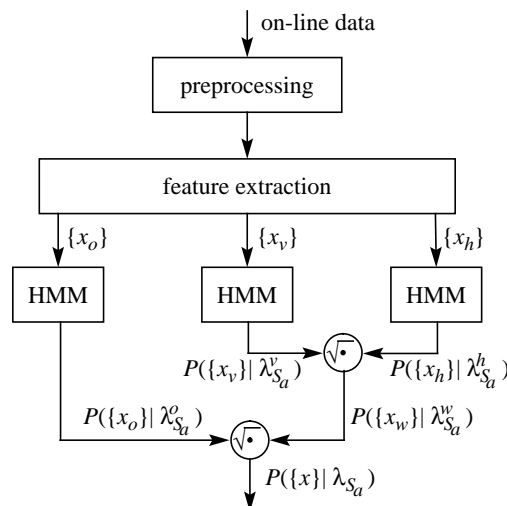 on-line data
preprocessing
feature extraction
{x_o} {x_v} {x_h}
HMM HMM HMM
√•
P({x_v}| λ^v_{S_a}) P({x_h}| λ^h_{S_a})
P({x_o}| λ^o_{S_a}) P({x_w}| λ^w_{S_a})
√•
P({x}| λ_{S_a})